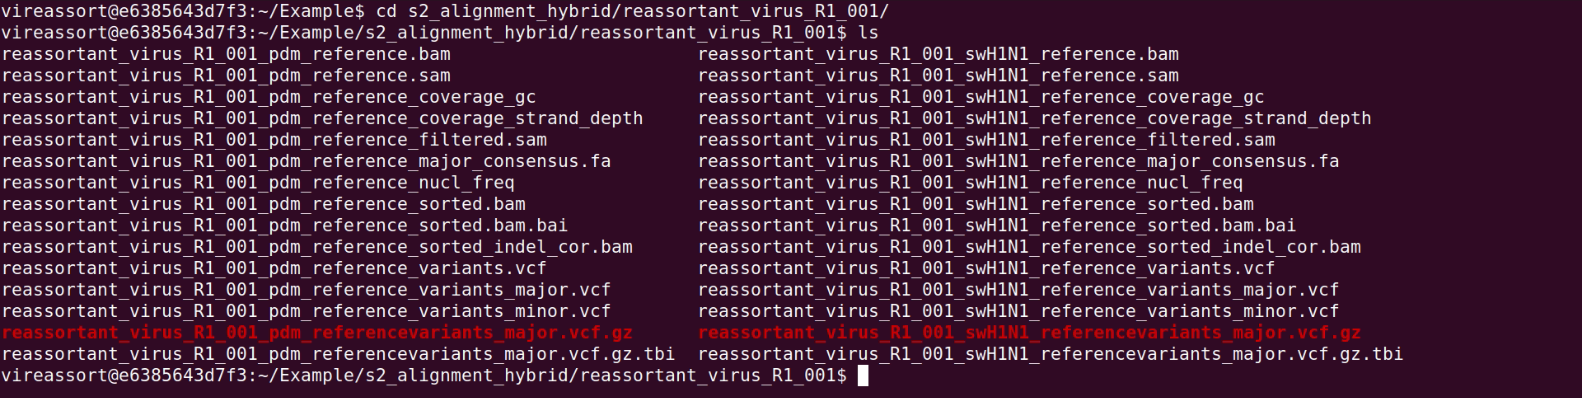 vireassort@e6385643d7f3:~/Example$ cd s2_alignment_hybrid/reassortant_virus_R1_001/
vireassort@e6385643d7f3:~/Example/s2_alignment_hybrid/reassortant_virus_R1_001$ ls
reassortant_virus_R1_001_pdm_reference.bam reassortant_virus_R1_001_swH1N1_reference.bam
reassortant_virus_R1_001_pdm_reference.sam reassortant_virus_R1_001_swH1N1_reference.sam
reassortant_virus_R1_001_pdm_reference_coverage_gc reassortant_virus_R1_001_swH1N1_reference_coverage_gc
reassortant_virus_R1_001_pdm_reference_coverage_strand_depth reassortant_virus_R1_001_swH1N1_reference_coverage_strand_depth
reassortant_virus_R1_001_pdm_reference_filtered.sam reassortant_virus_R1_001_swH1N1_reference_filtered.sam
reassortant_virus_R1_001_pdm_reference_major_consensus.fa reassortant_virus_R1_001_swH1N1_reference_major_consensus.fa
reassortant_virus_R1_001_pdm_reference_nucl_freq reassortant_virus_R1_001_swH1N1_reference_nucl_freq
reassortant_virus_R1_001_pdm_reference_sorted.bam reassortant_virus_R1_001_swH1N1_reference_sorted.bam
reassortant_virus_R1_001_pdm_reference_sorted.bam.bai reassortant_virus_R1_001_swH1N1_reference_sorted.bam.bai
reassortant_virus_R1_001_pdm_reference_sorted_indel_cor.bam reassortant_virus_R1_001_swH1N1_reference_sorted_indel_cor.bam
reassortant_virus_R1_001_pdm_reference_variants.vcf reassortant_virus_R1_001_swH1N1_reference_variants.vcf
reassortant_virus_R1_001_pdm_reference_variants_major.vcf reassortant_virus_R1_001_swH1N1_reference_variants_major.vcf
reassortant_virus_R1_001_pdm_reference_variants_minor.vcf reassortant_virus_R1_001_swH1N1_reference_variants_minor.vcf
reassortant_virus_R1_001_pdm_referencevariants_major.vcf.gz reassortant_virus_R1_001_swH1N1_referencevariants_major.vcf.gz
reassortant_virus_R1_001_pdm_referencevariants_major.vcf.gz.tbi reassortant_virus_R1_001_swH1N1_referencevariants_major.vcf.gz.tbi
vireassort@e6385643d7f3:~/Example/s2_alignment_hybrid/reassortant_virus_R1_001$